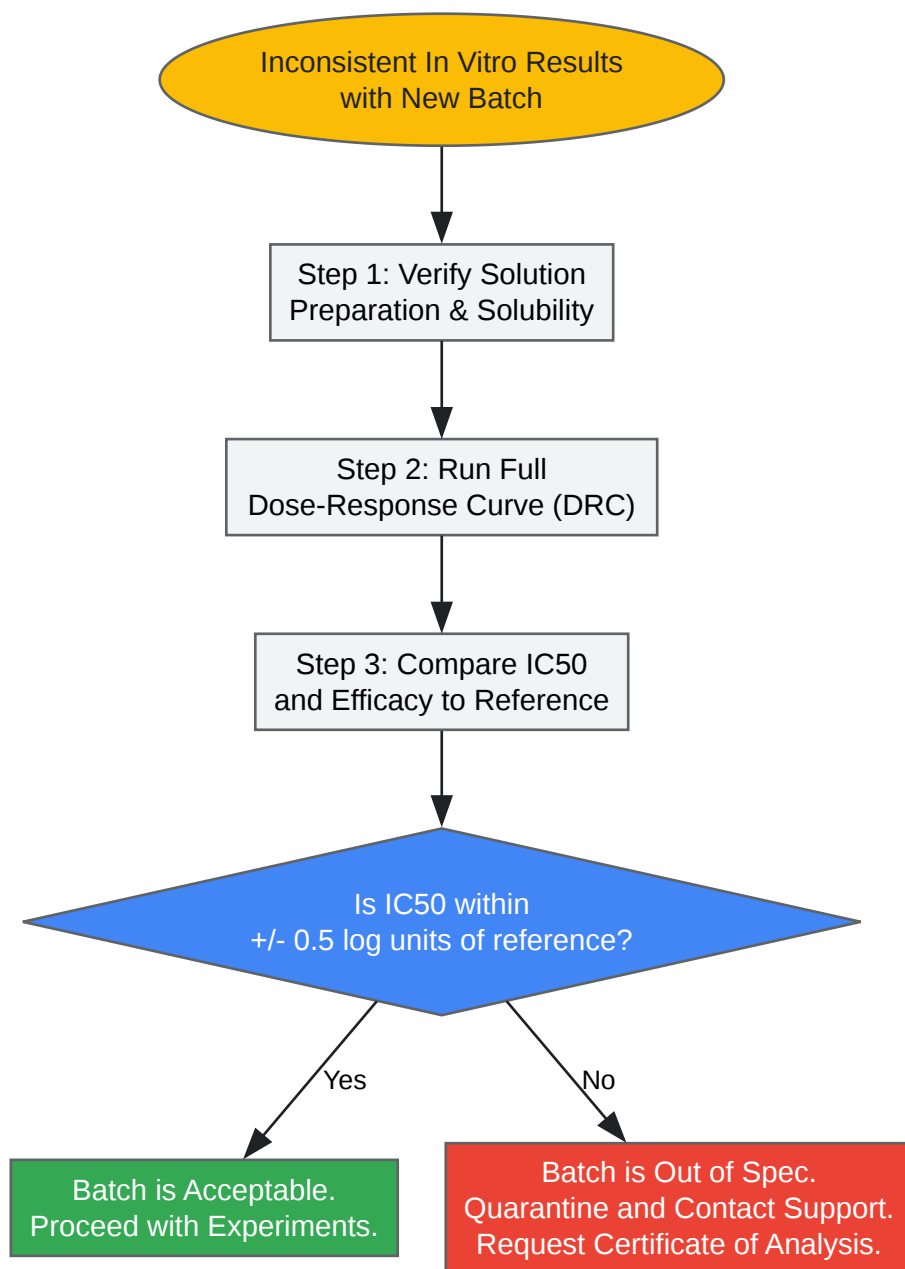 Inconsistent In Vitro Results
with New Batch
Step 1: Verify Solution
Preparation & Solubility
Step 2: Run Full
Dose-Response Curve (DRC)
Step 3: Compare IC50
and Efficacy to Reference
Is IC50 within
+/- 0.5 log units of reference?
Yes
No
Batch is Acceptable.
Proceed with Experiments.
Batch is Out of Spec.
Quarantine and Contact Support.
Request Certificate of Analysis.